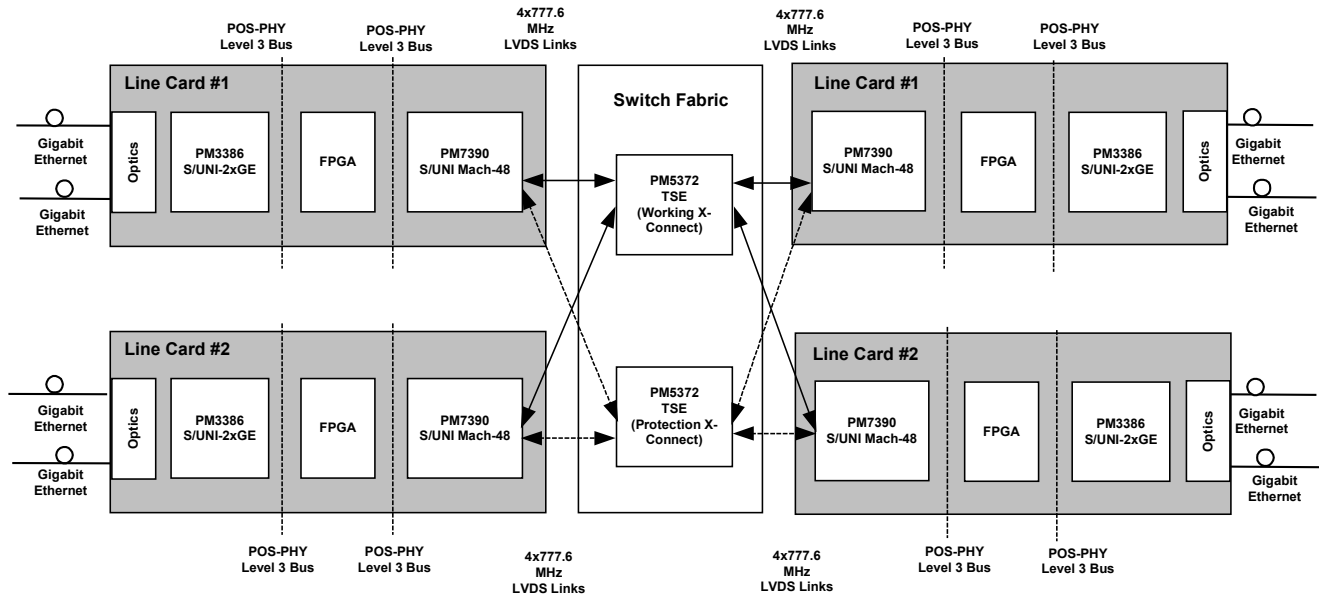 POS-PHY
Level 3 Bus
POS-PHY
Level 3 Bus
4x777.6
MHz
LVDS Links
4x777.6
MHz
LVDS Links
POS-PHY
Level 3 Bus
POS-PHY
Level 3 Bus
Line Card #1
Gigabit
Ethernet
Gigabit
Ethernet
Optics
PM3386
S/UNI-2xGE
FPGA
PM7390
S/UNI Mach-48
Switch Fabric
PM5372
TSE
(Working X-
Connect)
Line Card #1
PM7390
S/UNI Mach-48
FPGA
PM3386
S/UNI-2xGE
Optics
Gigabit
Ethernet
Gigabit
Ethernet
Line Card #2
Gigabit
Ethernet
Gigabit
Ethernet
Optics
PM3386
S/UNI-2xGE
FPGA
PM7390
S/UNI Mach-48
PM5372
TSE
(Protection X-
Connect)
Line Card #2
PM7390
S/UNI Mach-48
FPGA
PM3386
S/UNI-2xGE
Optics
Gigabit
Ethernet
Gigabit
Ethernet
POS-PHY
Level 3 Bus
POS-PHY
Level 3 Bus
4x777.6
MHz
LVDS Links
4x777.6
MHz
LVDS Links
POS-PHY
Level 3 Bus
POS-PHY
Level 3 Bus